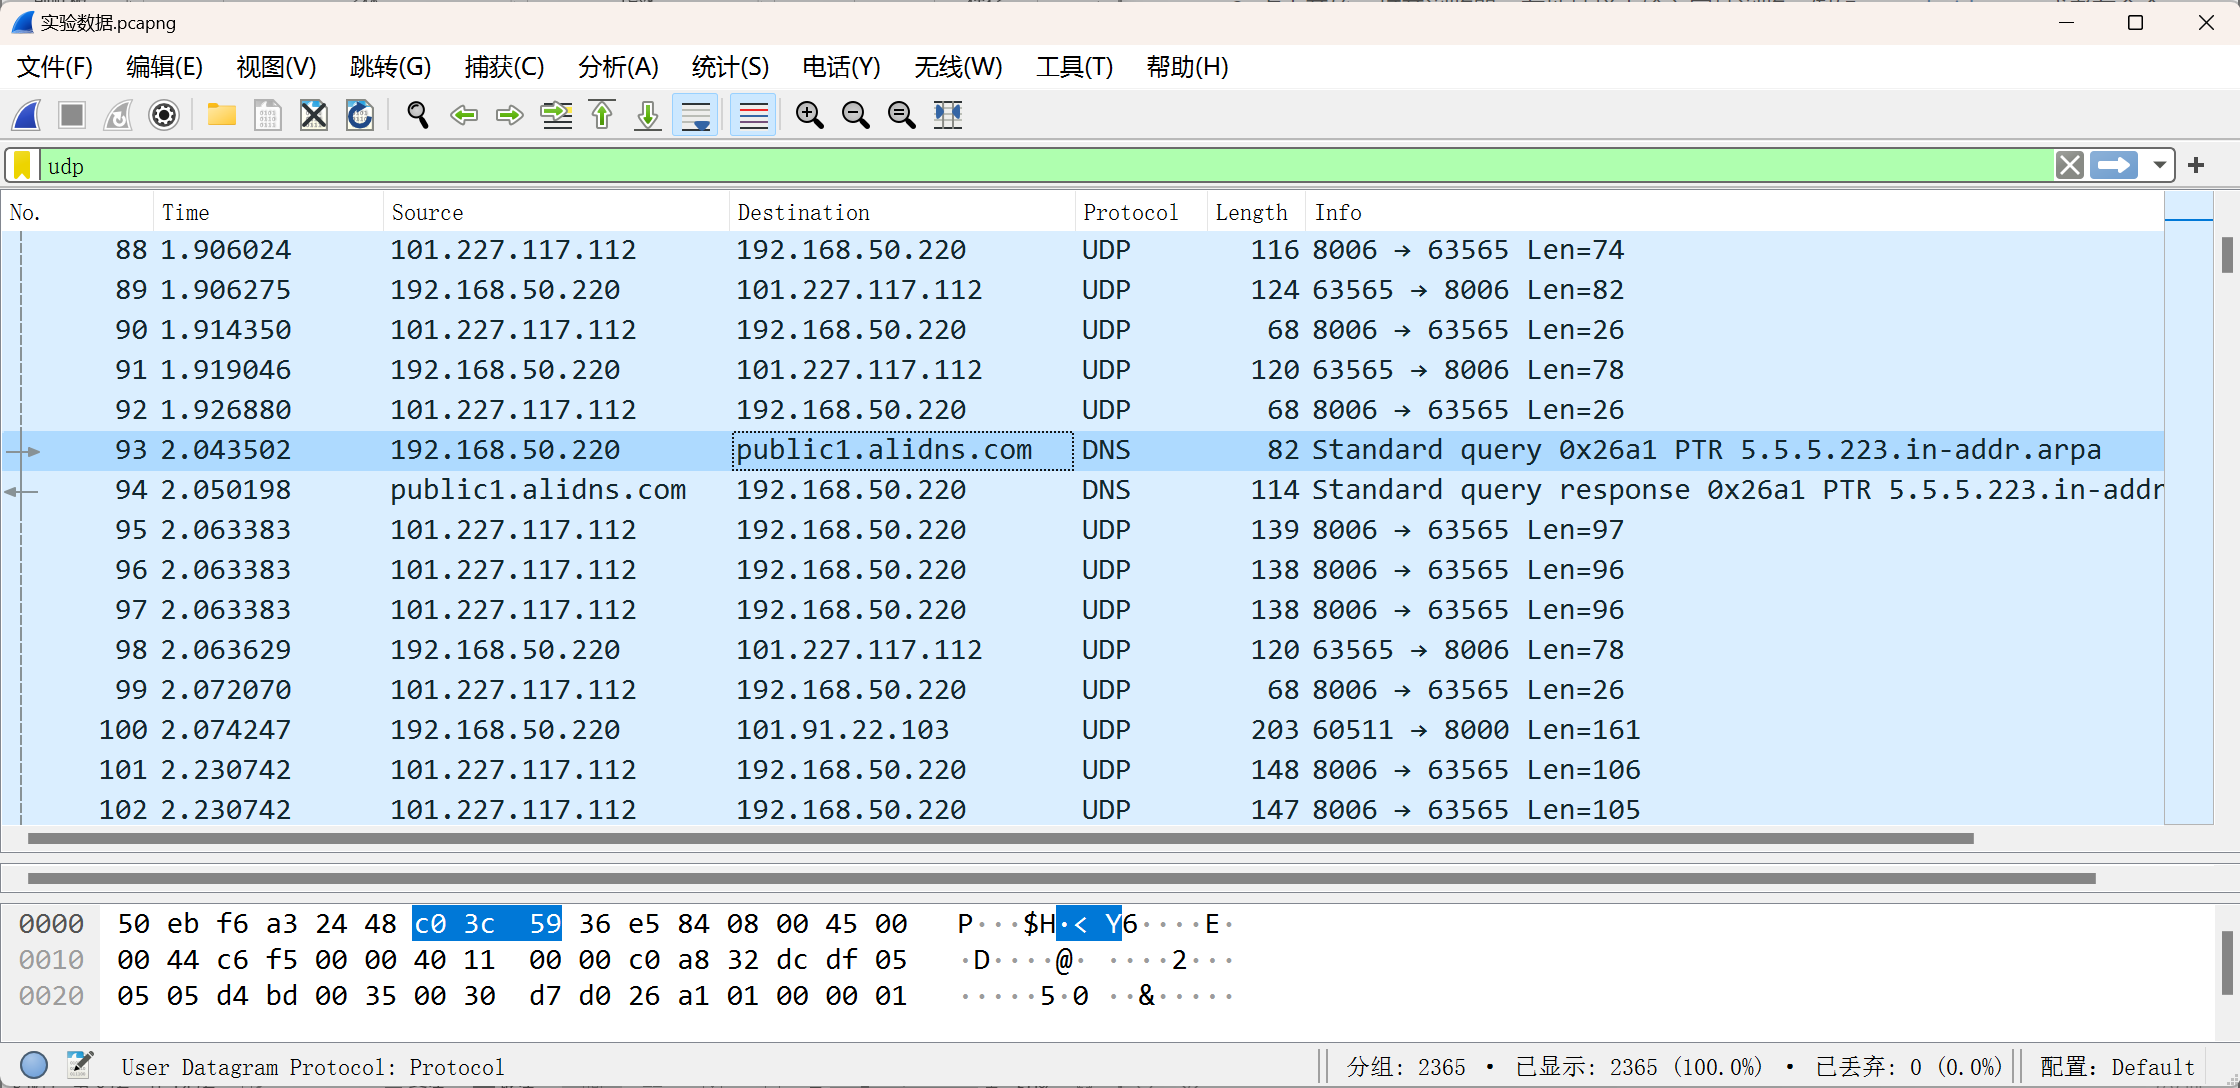 实验数据.pcapng
文件(F) 编辑(E) 视图(V) 跳转(G) 捕获(C) 分析(A) 统计(S) 电话(Y) 无线(W) 工具(T) 帮助(H)
udp
No. Time Source Destination Protocol Length Info
88 1.906024 101.227.117.112 192.168.50.220 UDP 116 8006 → 63565 Len=74
89 1.906275 192.168.50.220 101.227.117.112 UDP 124 63565 → 8006 Len=82
90 1.914350 101.227.117.112 192.168.50.220 UDP 68 8006 → 63565 Len=26
91 1.919046 192.168.50.220 101.227.117.112 UDP 120 63565 → 8006 Len=78
92 1.926880 101.227.117.112 192.168.50.220 UDP 68 8006 → 63565 Len=26
93 2.043502 192.168.50.220 public1.alidns.com DNS 82 Standard query 0x26a1 PTR 5.5.5.223.in-addr.arpa
94 2.050198 public1.alidns.com 192.168.50.220 DNS 114 Standard query response 0x26a1 PTR 5.5.5.223.in-addr
95 2.063383 101.227.117.112 192.168.50.220 UDP 139 8006 → 63565 Len=97
96 2.063383 101.227.117.112 192.168.50.220 UDP 138 8006 → 63565 Len=96
97 2.063383 101.227.117.112 192.168.50.220 UDP 138 8006 → 63565 Len=96
98 2.063629 192.168.50.220 101.227.117.112 UDP 120 63565 → 8006 Len=78
99 2.072070 101.227.117.112 192.168.50.220 UDP 68 8006 → 63565 Len=26
100 2.074247 192.168.50.220 101.91.22.103 UDP 203 60511 → 8000 Len=161
101 2.230742 101.227.117.112 192.168.50.220 UDP 148 8006 → 63565 Len=106
102 2.230742 101.227.117.112 192.168.50.220 UDP 147 8006 → 63565 Len=105
0000 50 eb f6 a3 24 48 c0 3c 59 36 e5 84 08 00 45 00 P···$H·< Y6····E·
0010 00 44 c6 f5 00 00 40 11 00 00 c0 a8 32 dc df 05 ·D····@· ····2···
0020 05 05 d4 bd 00 35 00 30 d7 d0 26 a1 01 00 00 01 ·····5·0 ··&·····
User Datagram Protocol: Protocol 分组: 2365 · 已显示: 2365 (100.0%) · 已丢弃: 0 (0.0%) 配置: Default